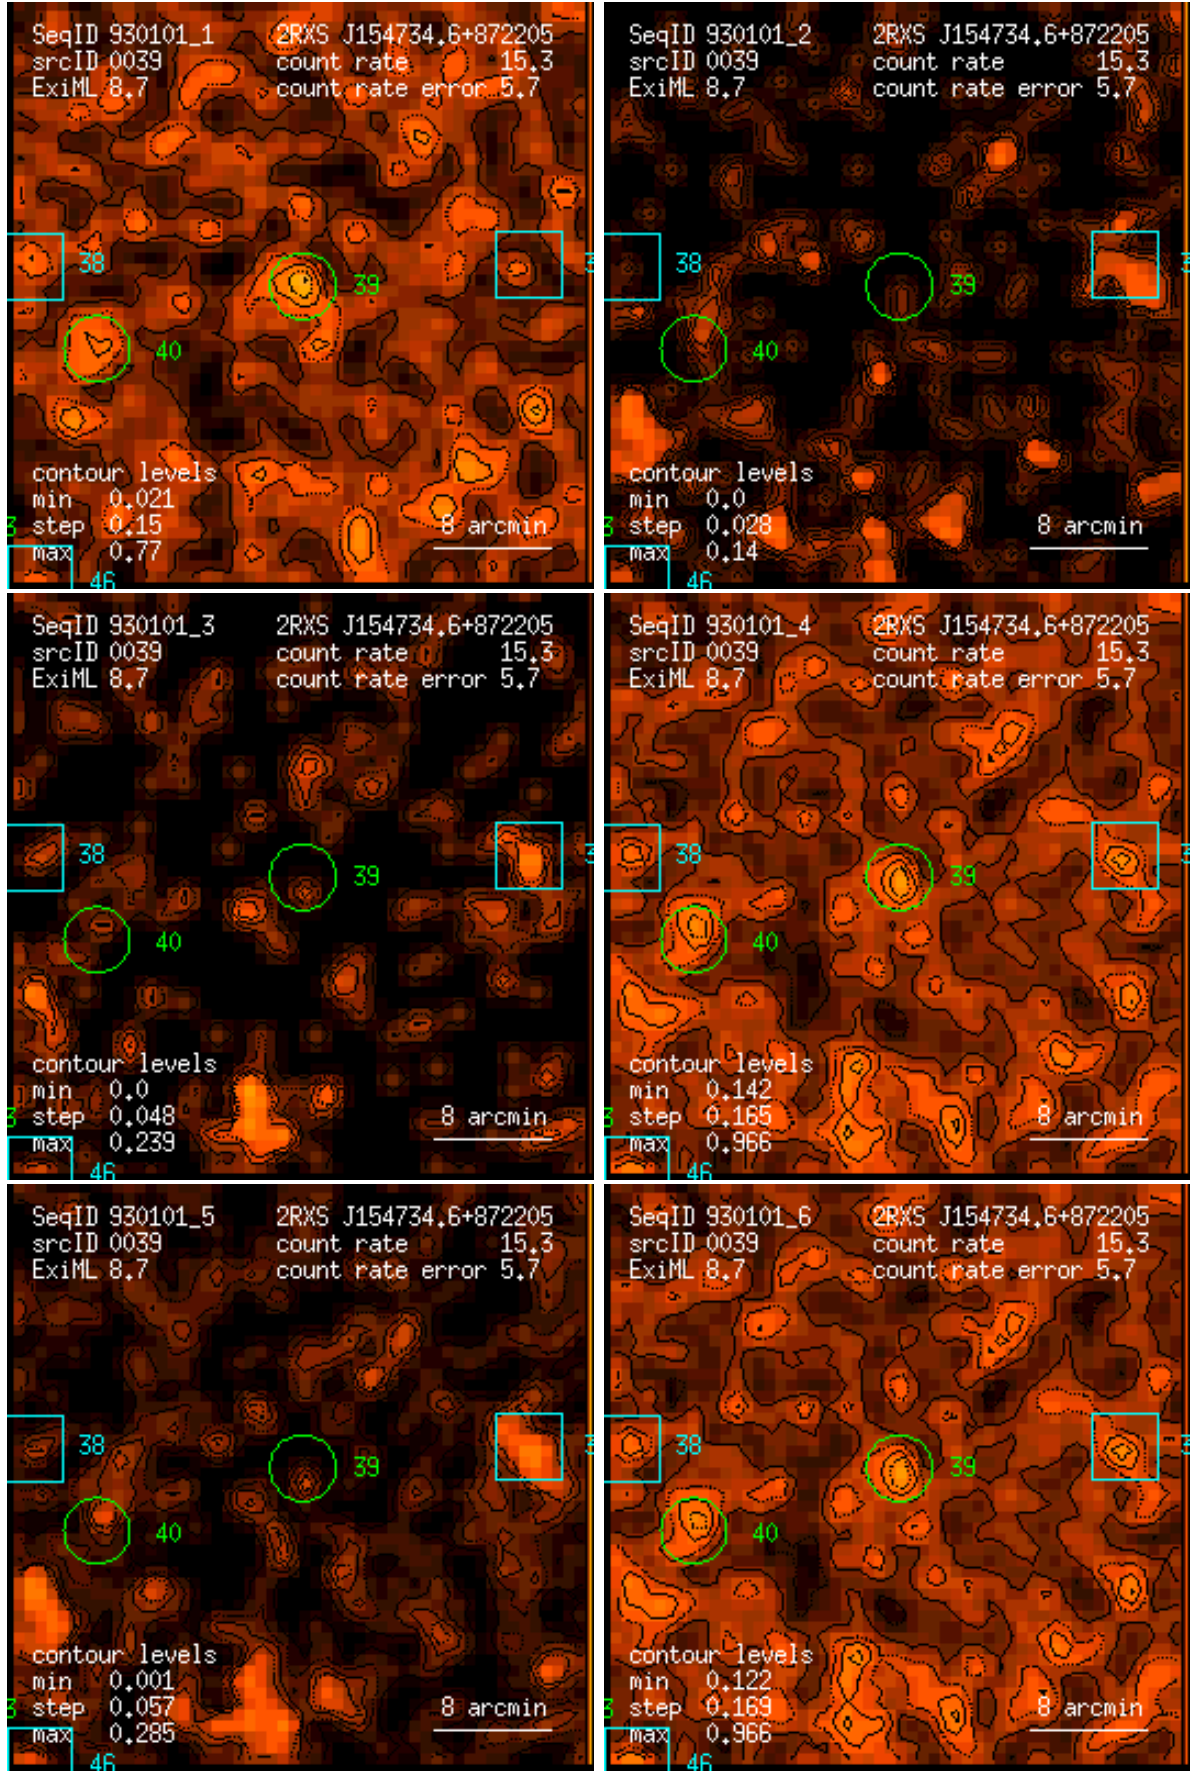 SeqID 930101_1 2RXS J154734.6+872205
srcID 0039 count rate 15.3
ExiML 8.7 count rate error 5.7
38
39
40
contour levels
min 0.021
step 0.15
max 0.77
8 arcmin
3
46
SeqID 930101_2 2RXS J154734.6+872205
srcID 0039 count rate 15.3
ExiML 8.7 count rate error 5.7
38
39
40
contour levels
min 0.0
step 0.028
max 0.14
8 arcmin
3
46
SeqID 930101_3 2RXS J154734.6+872205
srcID 0039 count rate 15.3
ExiML 8.7 count rate error 5.7
38
39
40
contour levels
min 0.0
step 0.048
max 0.239
8 arcmin
3
46
SeqID 930101_4 2RXS J154734.6+872205
srcID 0039 count rate 15.3
ExiML 8.7 count rate error 5.7
38
39
40
contour levels
min 0.142
step 0.165
max 0.966
8 arcmin
3
46
SeqID 930101_5 2RXS J154734.6+872205
srcID 0039 count rate 15.3
ExiML 8.7 count rate error 5.7
38
39
40
contour levels
min 0.001
step 0.057
max 0.285
8 arcmin
3
46
SeqID 930101_6 2RXS J154734.6+872205
srcID 0039 count rate 15.3
ExiML 8.7 count rate error 5.7
38
39
40
contour levels
min 0.122
step 0.169
max 0.966
8 arcmin
3
46